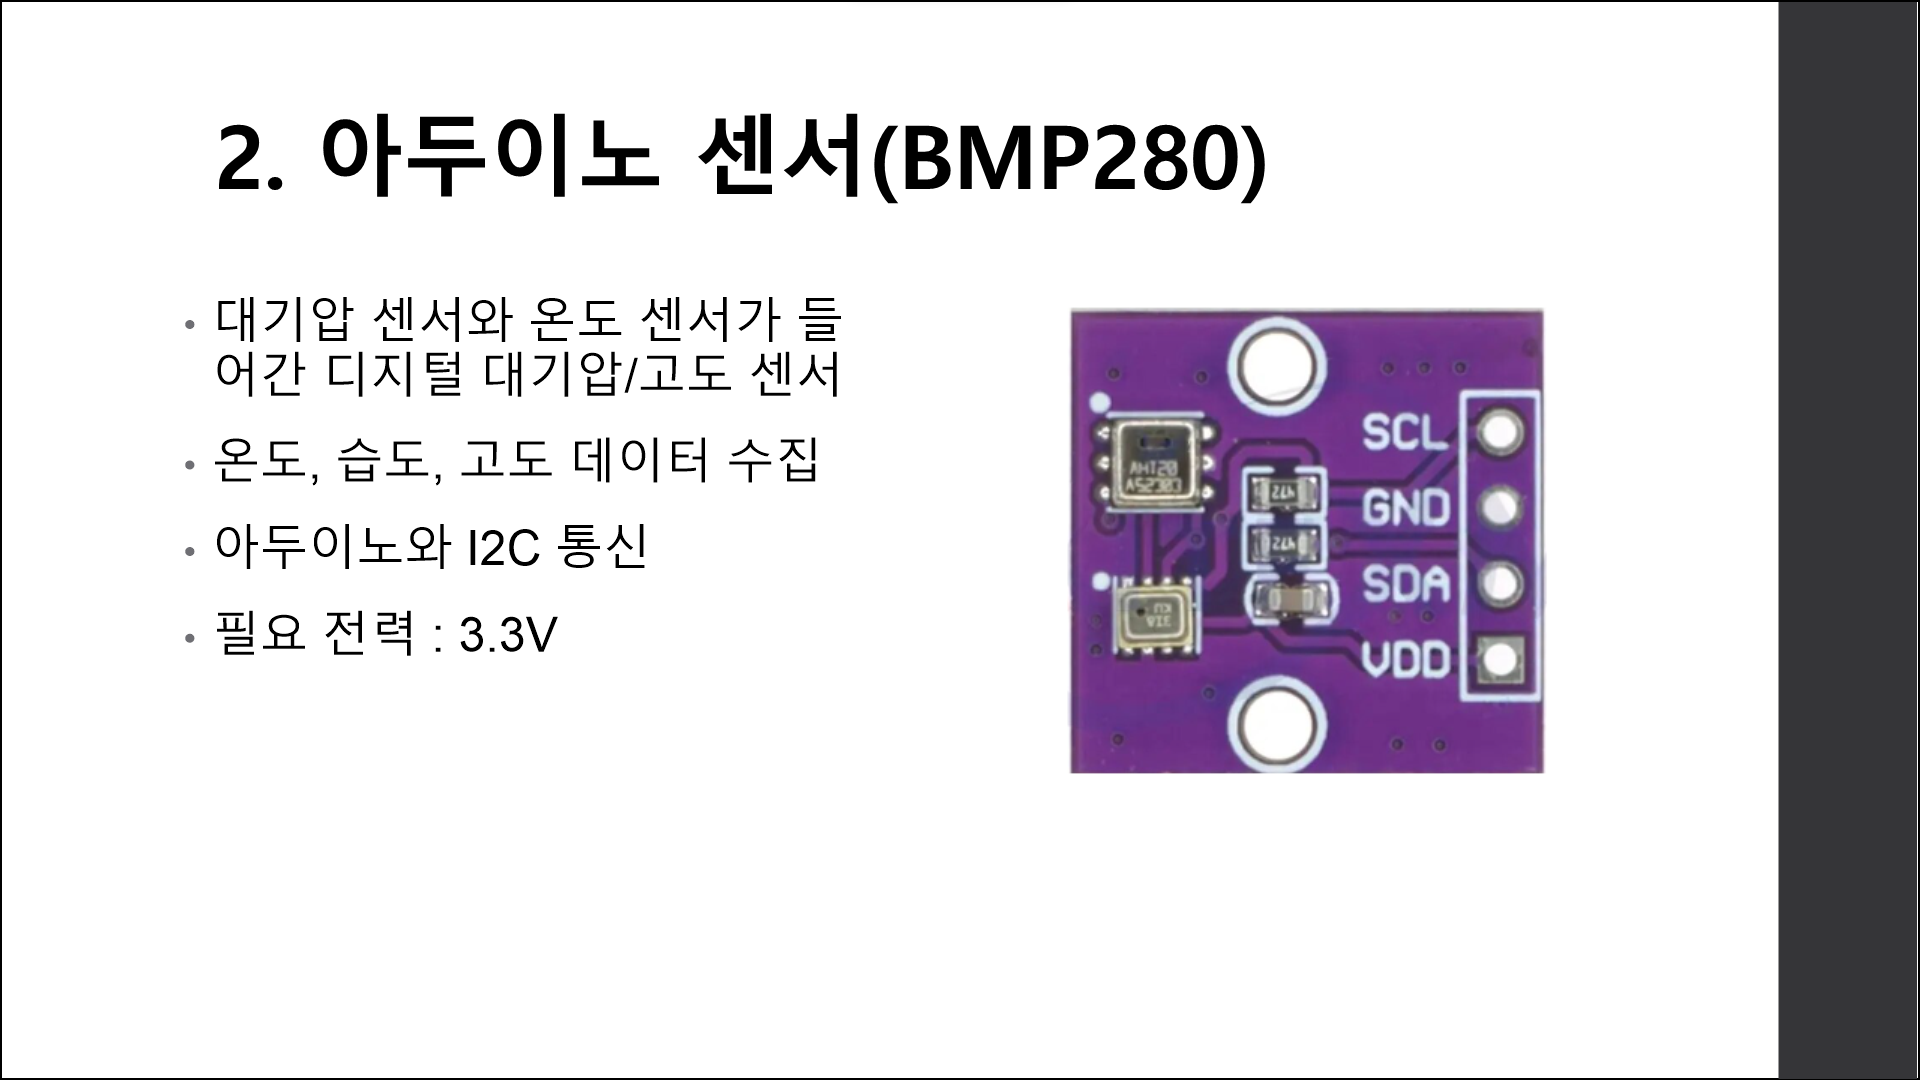 2. 아두이노 센서(BMP280)
• 대기압 센서와 온도 센서가 들
어간 디지털 대기압/고도 센서
• 온도, 습도, 고도 데이터 수집
• 아두이노와 I2C 통신
• 필요 전력 : 3.3V
SCL
GND
SDA
VDD
AHT20
472
472